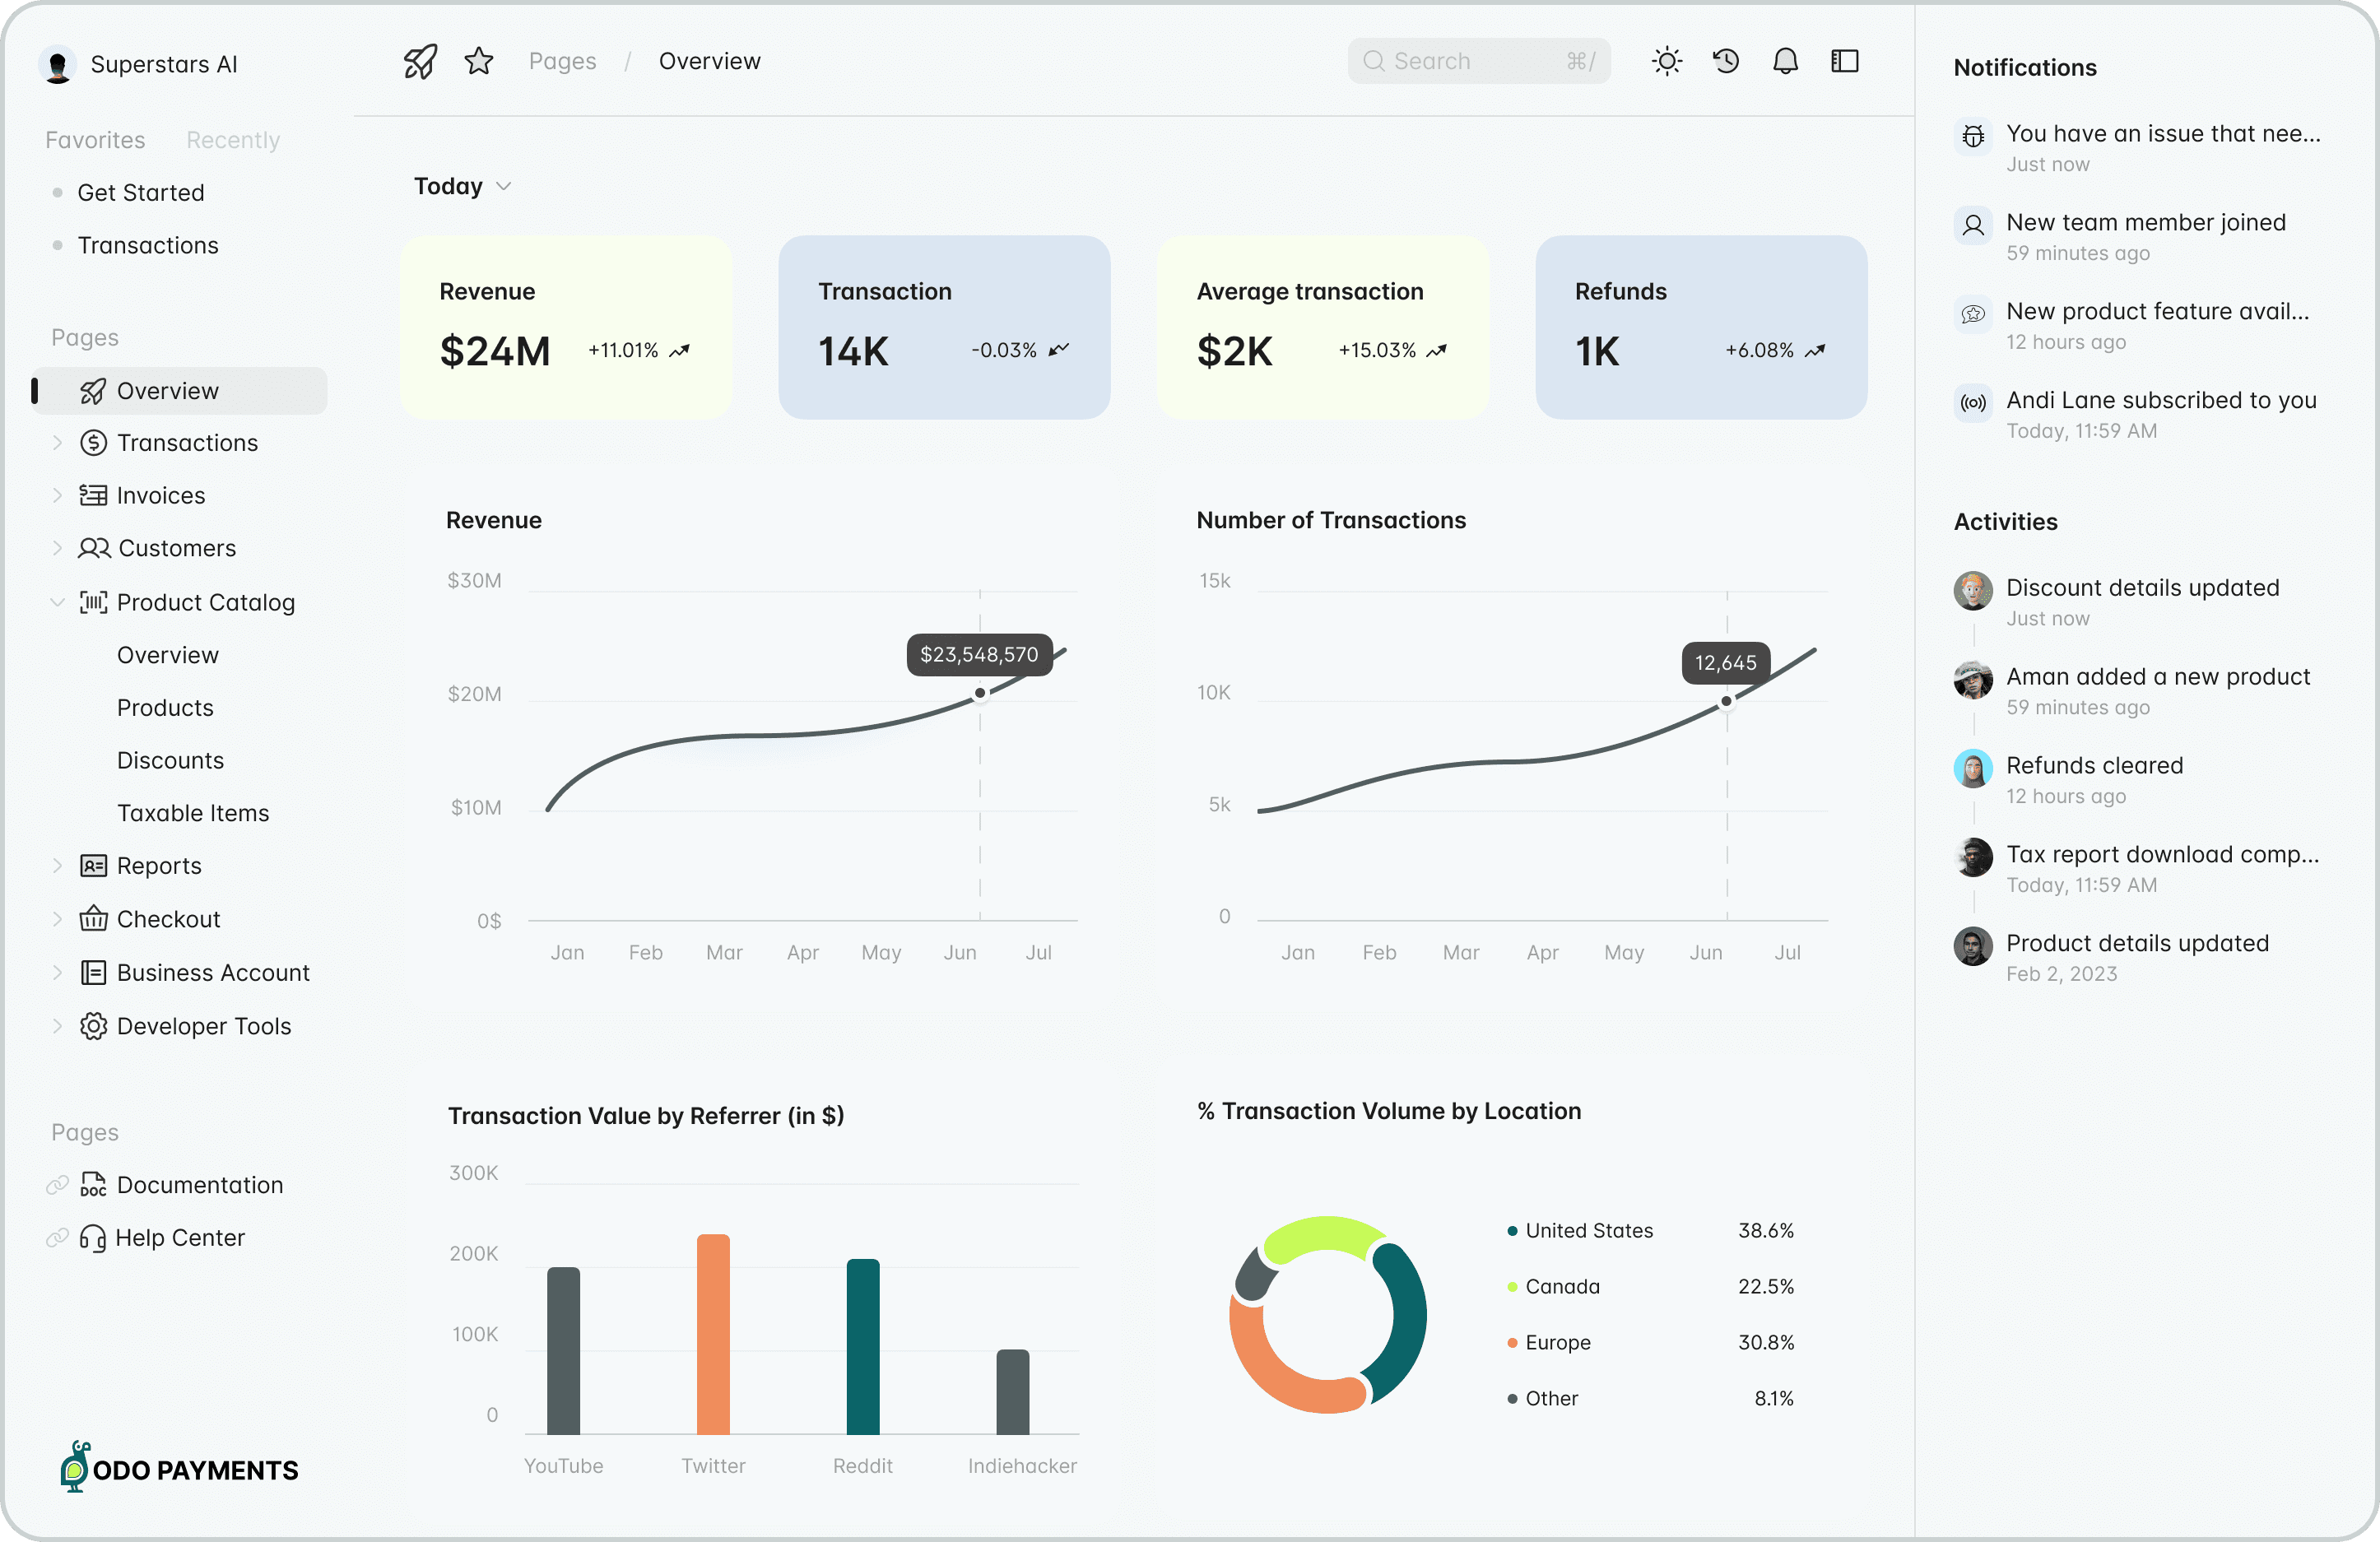 Superstars AI
Favorites Recently
Get Started
Transactions
Pages
Overview
Transactions
Invoices
Customers
Product Catalog
Overview
Products
Discounts
Taxable Items
Reports
Checkout
Business Account
Developer Tools
Pages
DOC Documentation
Help Center
ODO PAYMENTS
Pages / Overview
Search ⌘/
Today
Revenue
$24M +11.01%
Transaction
14K -0.03%
Average transaction
$2K +15.03%
Refunds
1K +6.08%
Revenue
$30M
$20M
$10M
0$
$23,548,570
Jan Feb Mar Apr May Jun Jul
Number of Transactions
15k
10K
5k
0
12,645
Jan Feb Mar Apr May Jun Jul
Transaction Value by Referrer (in $)
300K
200K
100K
0
YouTube Twitter Reddit Indiehacker
% Transaction Volume by Location
United States 38.6%
Canada 22.5%
Europe 30.8%
Other 8.1%
Notifications
You have an issue that nee...
Just now
New team member joined
59 minutes ago
New product feature avail...
12 hours ago
Andi Lane subscribed to you
Today, 11:59 AM
Activities
Discount details updated
Just now
Aman added a new product
59 minutes ago
Refunds cleared
12 hours ago
Tax report download comp...
Today, 11:59 AM
Product details updated
Feb 2, 2023